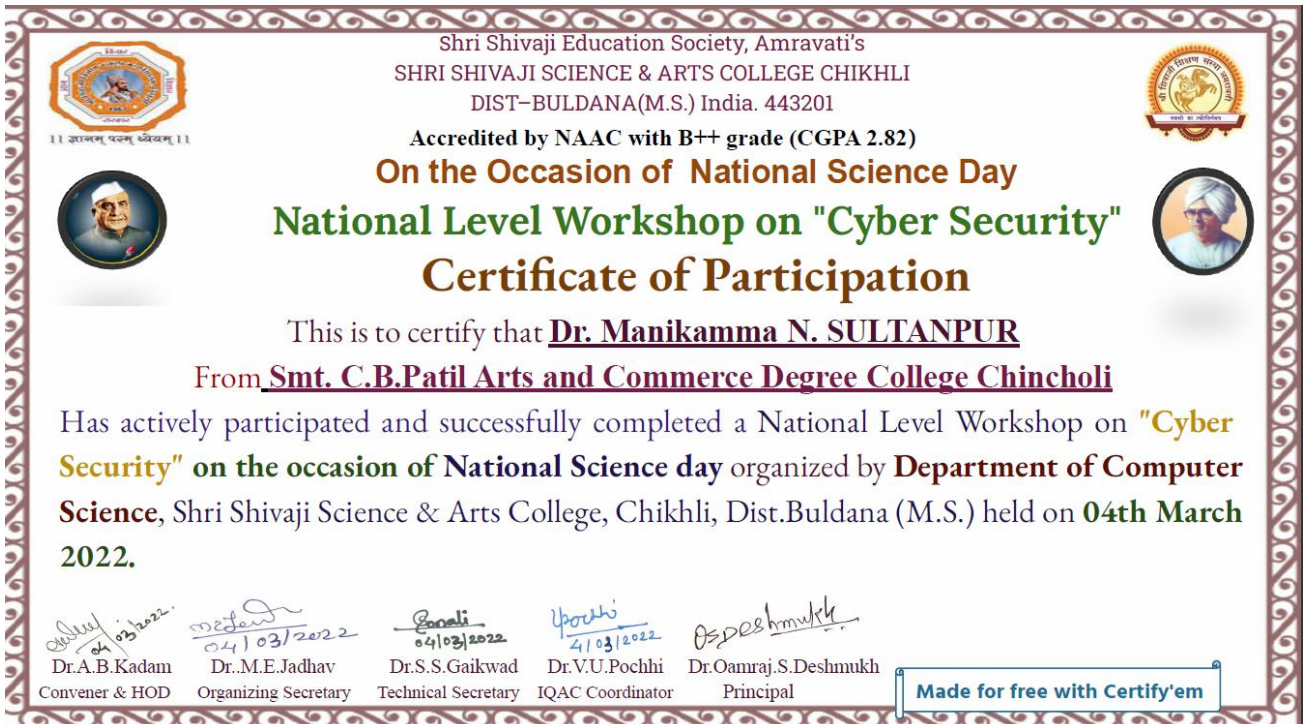 Shri Shivaji Education Society, Amravati's
SHRI SHIVAJI SCIENCE & ARTS COLLEGE CHIKHLI
DIST–BULDANA(M.S.) India. 443201
।। ज्ञानम् परम् ध्येयम् ।।
Accredited by NAAC with B++ grade (CGPA 2.82)
On the Occasion of National Science Day
National Level Workshop on "Cyber Security"
Certificate of Participation
This is to certify that Dr. Manikamma N. SULTANPUR
From Smt. C.B.Patil Arts and Commerce Degree College Chincholi
Has actively participated and successfully completed a National Level Workshop on "Cyber
Security" on the occasion of National Science day organized by Department of Computer
Science, Shri Shivaji Science & Arts College, Chikhli, Dist.Buldana (M.S.) held on 04th March
2022.
04/03/2022. 04/03/2022 Sonali 04/03/2022 Pochhi 4/03/2022 OSDeshmukh
Dr.A.B.Kadam Dr..M.E.Jadhav Dr.S.S.Gaikwad Dr.V.U.Pochhi Dr.Oamraj.S.Deshmukh
Convener & HOD Organizing Secretary Technical Secretary IQAC Coordinator Principal
Made for free with Certify'em